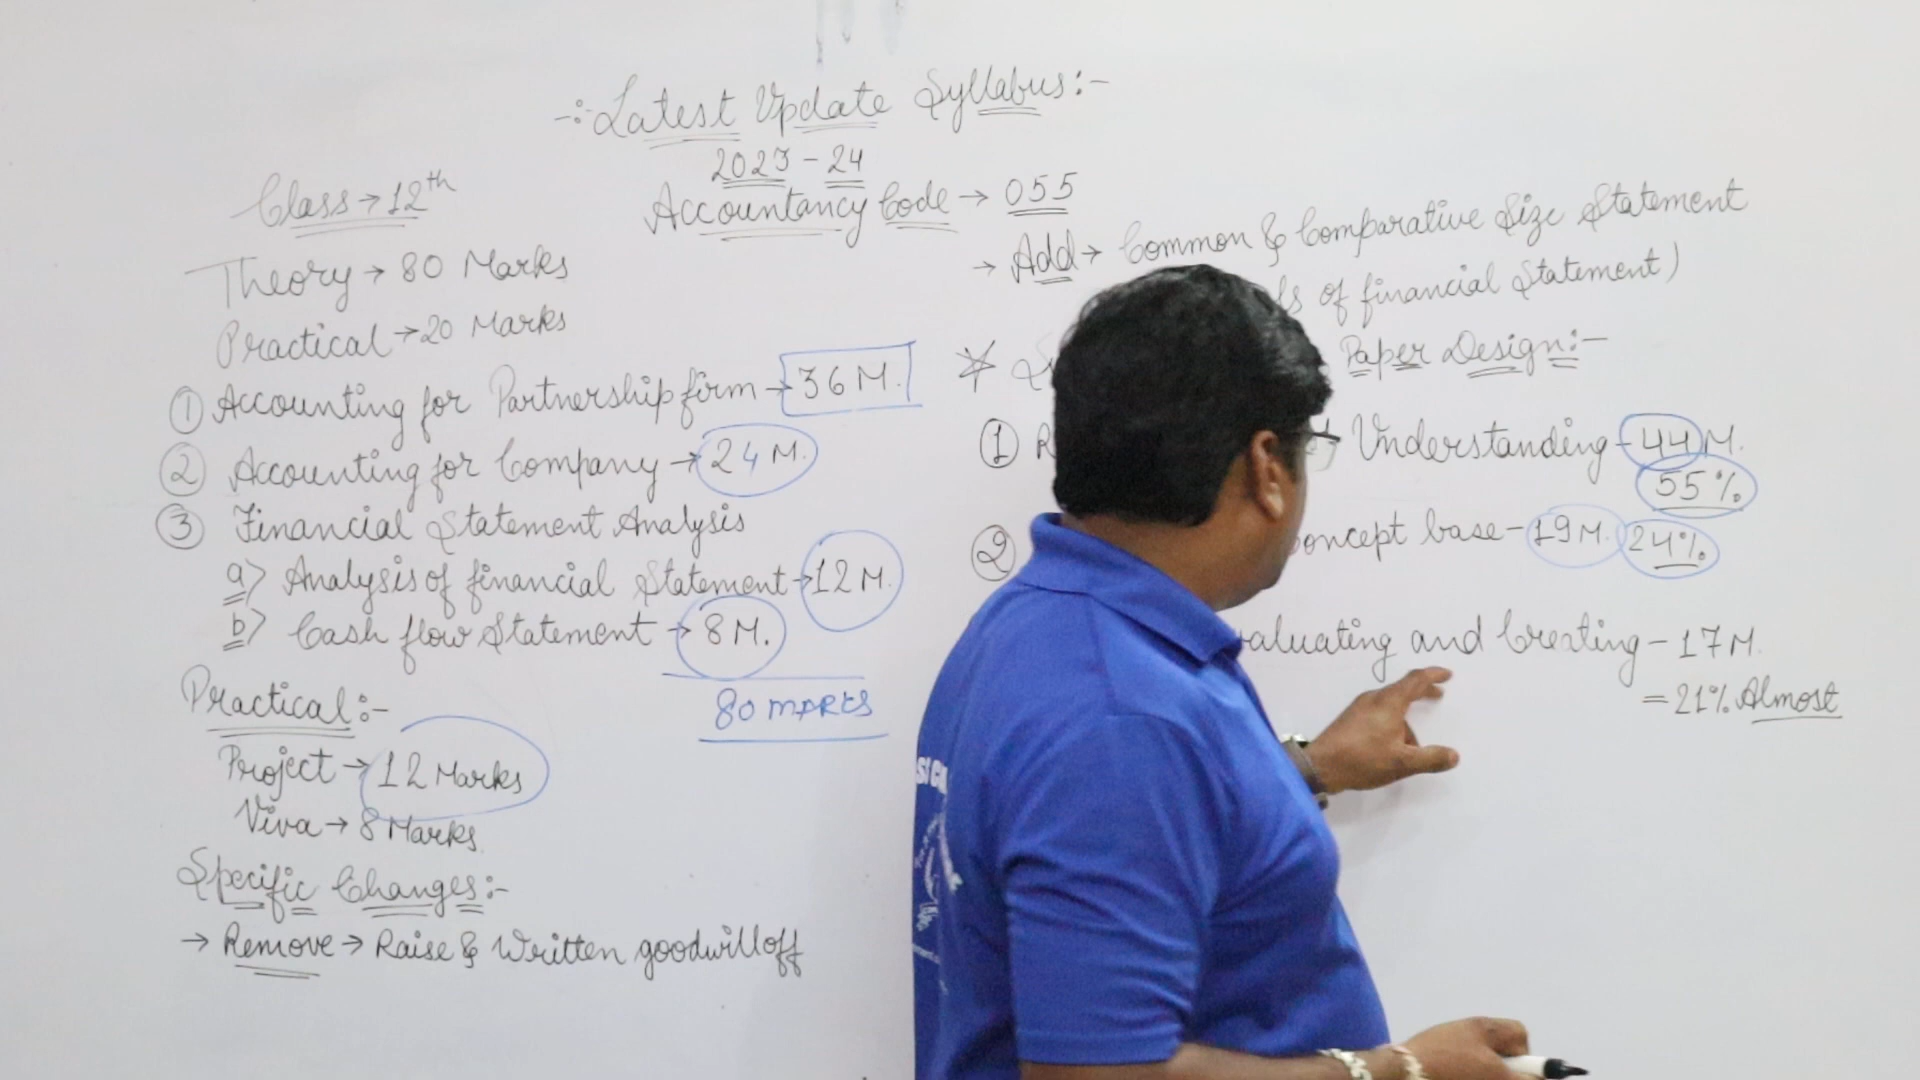 -:Latest Update Syllabus:-
2023-24
Accountancy Code → 055
Class → 12th
Theory → 80 Marks
Practical → 20 Marks
① Accounting for Partnership firm → 36 M.
② Accounting for Company → 24 M.
③ Financial Statement Analysis
a) Analysis of financial Statement → 12 M.
b) Cash flow Statement → 8 M.
80 MARKS
Practical:-
Project → 12 Marks
Viva → 8 Marks
Specific Changes:-
→ Remove → Raise & Written goodwill off
→ Add → Common & Comparative Size Statement
of financial Statement)
Paper Design:-
① Understanding - 44 M.
55%
② concept base - 19 M. 24%
valuating and Creating - 17 M.
= 21% Almost